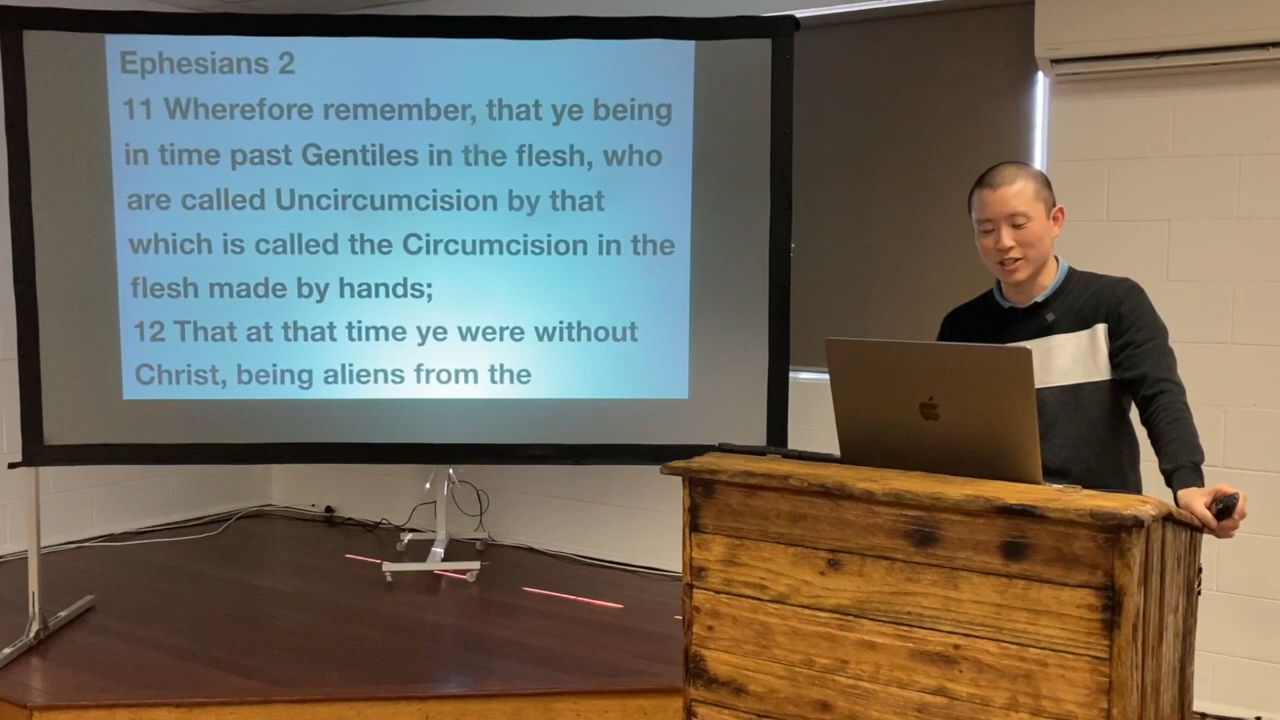 Ephesians 2
11 Wherefore remember, that ye being
in time past Gentiles in the flesh, who
are called Uncircumcision by that
which is called the Circumcision in the
flesh made by hands;
12 That at that time ye were without
Christ, being aliens from the